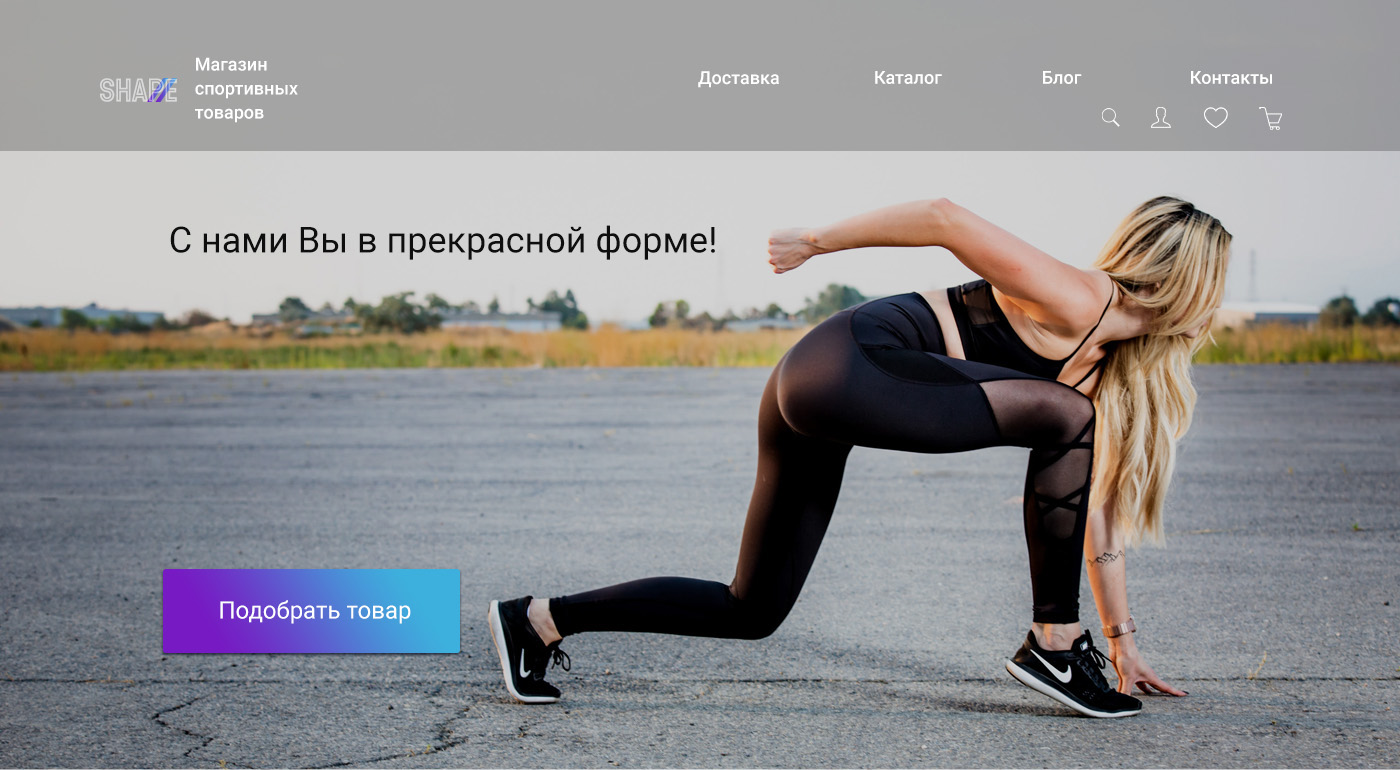 SHAPE
Магазин
спортивных
товаров
Доставка
Каталог
Блог
Контакты
С нами Вы в прекрасной форме!
Подобрать товар